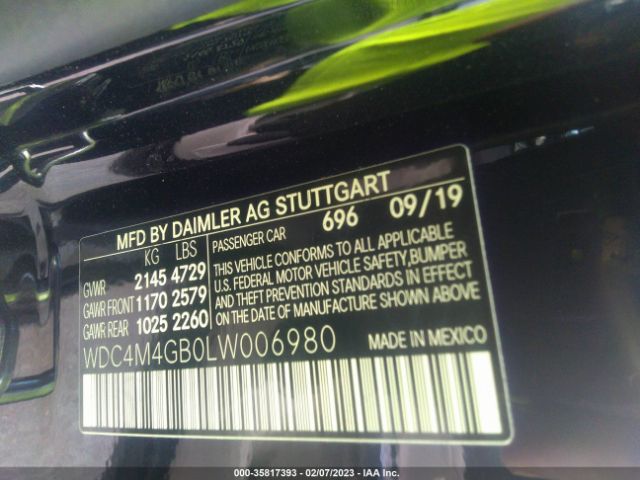 MFD BY DAIMLER AG STUTTGART
KG LBS
GVWR 2145 4729
GAWR FRONT 1170 2579
GAWR REAR 1025 2260
PASSENGER CAR 696 09/19
THIS VEHICLE CONFORMS TO ALL APPLICABLE
U.S. FEDERAL MOTOR VEHICLE SAFETY,BUMPER
AND THEFT PREVENTION STANDARDS IN EFFECT
ON THE DATE OF MANUFACTURE SHOWN ABOVE
WDC4M4GB0LW006980 MADE IN MEXICO
000-35817393 - 02/07/2023 - IAA Inc.